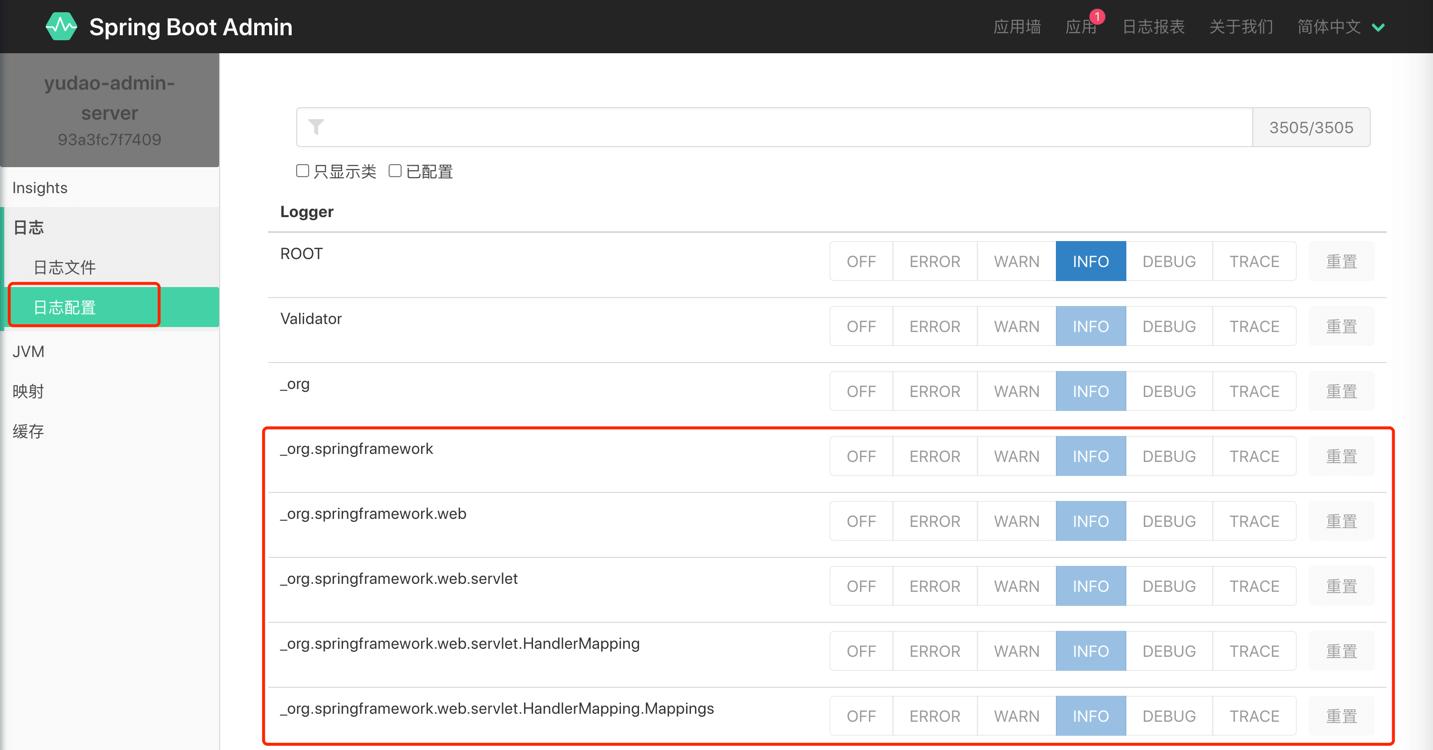 Spring Boot Admin
应用墙 应用 1 日志报表 关于我们 简体中文
yudao-admin-
server
93a3fc7f7409
Insights
日志
日志文件
日志配置
JVM
映射
缓存
3505/3505
只显示类 已配置
Logger
ROOT OFF ERROR WARN INFO DEBUG TRACE 重置
Validator OFF ERROR WARN INFO DEBUG TRACE 重置
_org OFF ERROR WARN INFO DEBUG TRACE 重置
_org.springframework OFF ERROR WARN INFO DEBUG TRACE 重置
_org.springframework.web OFF ERROR WARN INFO DEBUG TRACE 重置
_org.springframework.web.servlet OFF ERROR WARN INFO DEBUG TRACE 重置
_org.springframework.web.servlet.HandlerMapping OFF ERROR WARN INFO DEBUG TRACE 重置
_org.springframework.web.servlet.HandlerMapping.Mappings OFF ERROR WARN INFO DEBUG TRACE 重置